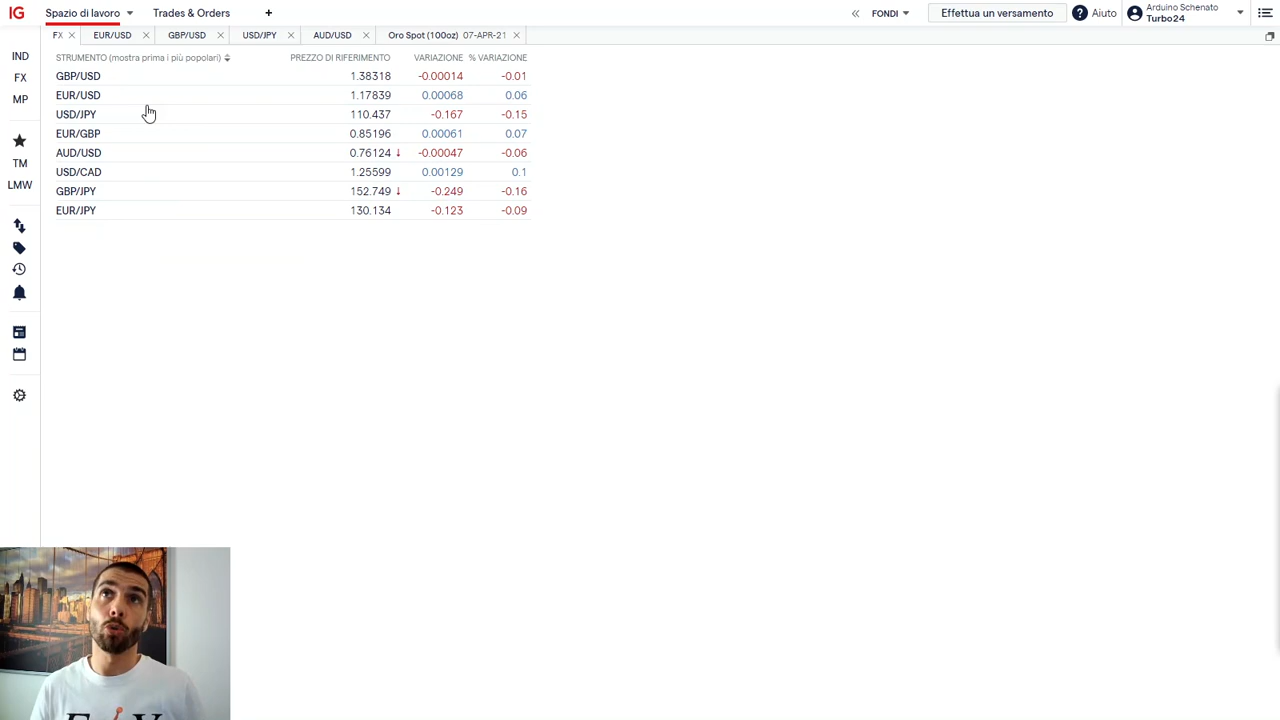 IG Spazio di lavoro Trades & Orders + FONDI Effettua un versamento ? Aiuto Arduino Schenato
Turbo24
FX EUR/USD GBP/USD USD/JPY AUD/USD Oro Spot (100oz) 07-APR-21
IND
FX
MP
TM
LMW
STRUMENTO (mostra prima i più popolari) PREZZO DI RIFERIMENTO VARIAZIONE % VARIAZIONE
GBP/USD 1.38318 -0.00014 -0.01
EUR/USD 1.17839 0.00068 0.06
USD/JPY 110.437 -0.167 -0.15
EUR/GBP 0.85196 0.00061 0.07
AUD/USD 0.76124 ↓ -0.00047 -0.06
USD/CAD 1.25599 0.00129 0.1
GBP/JPY 152.749 ↓ -0.249 -0.16
EUR/JPY 130.134 -0.123 -0.09